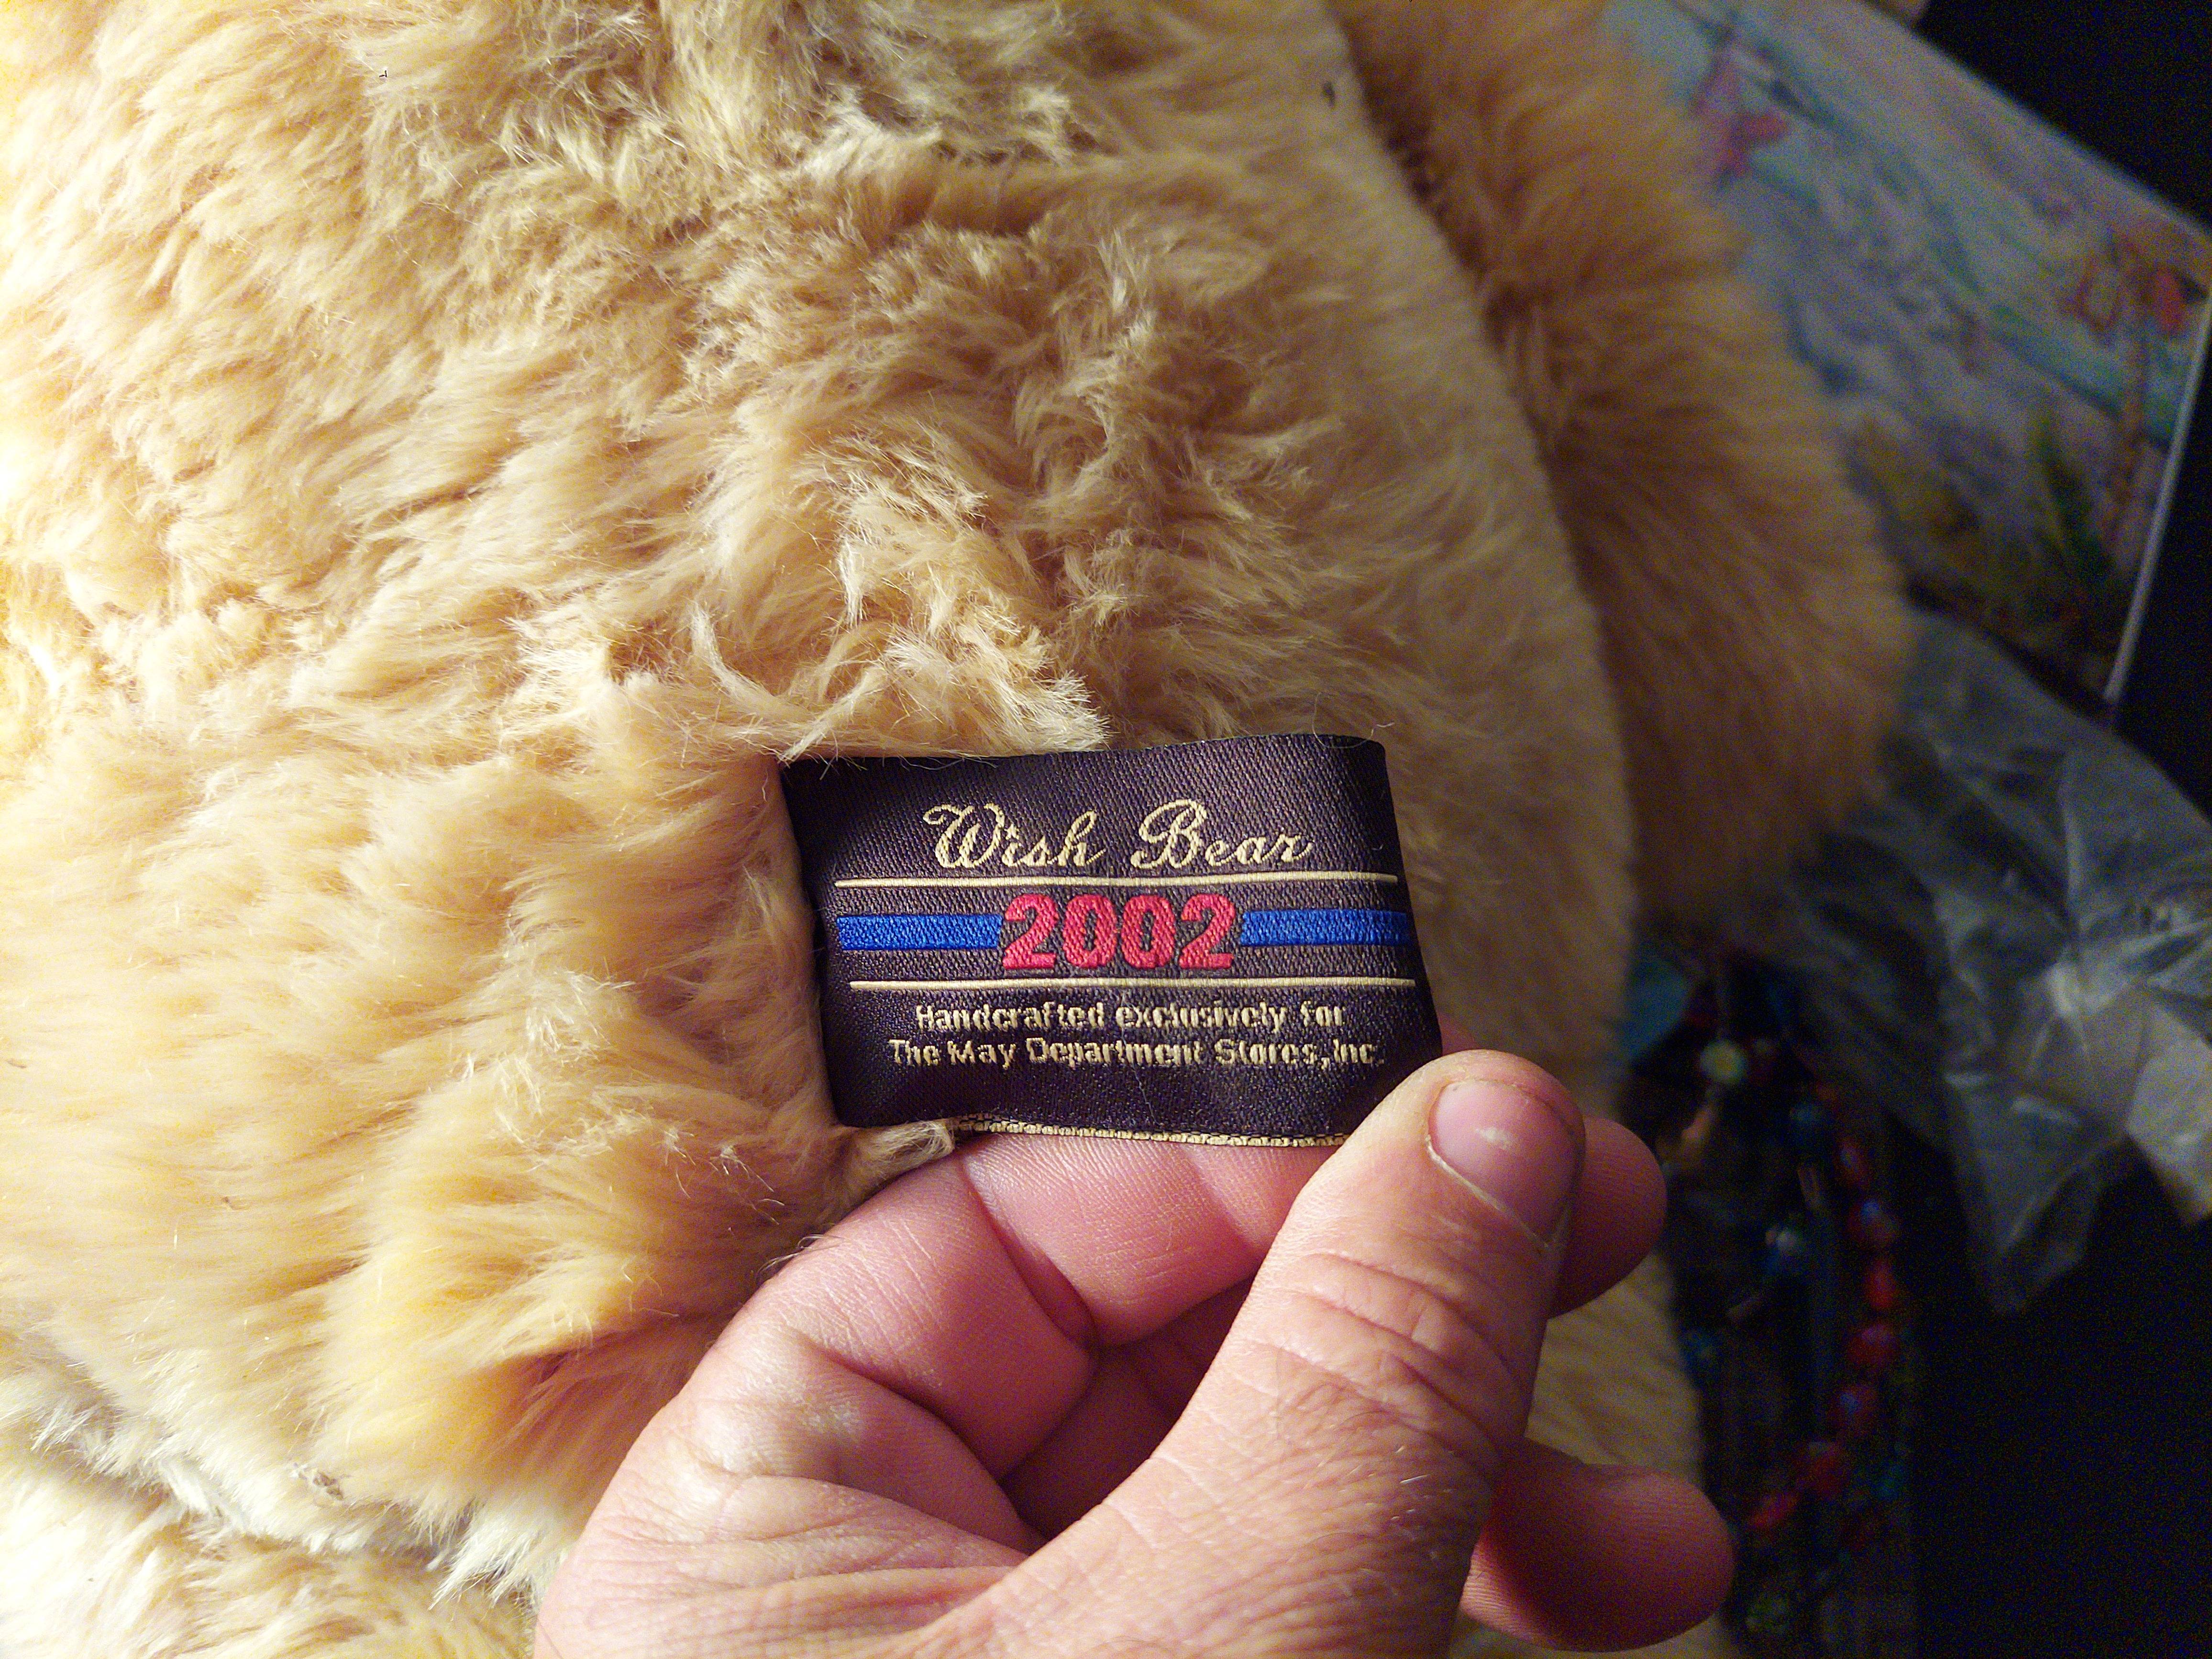 Wish Bear
2002
Handcrafted exclusively for
The May Department Stores, Inc.